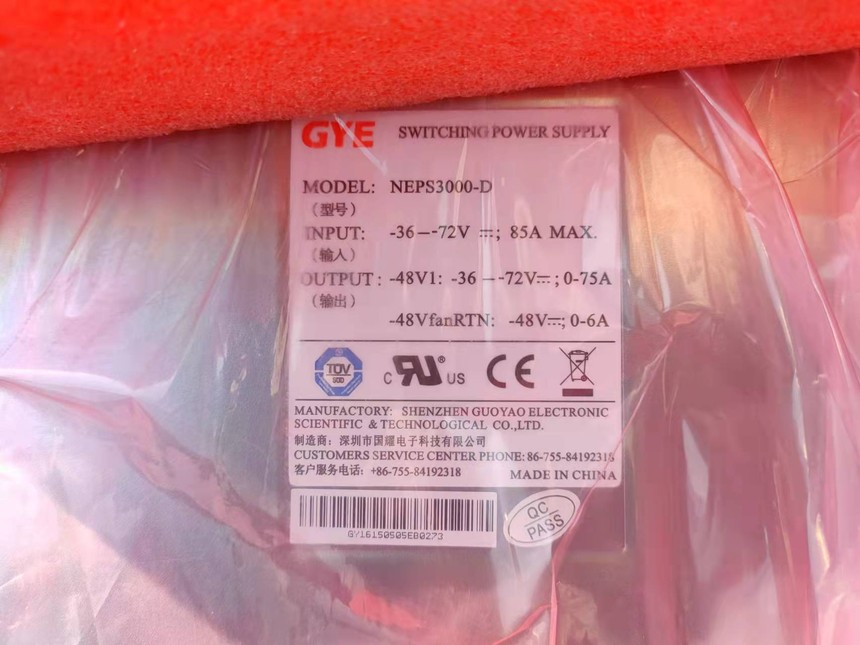 GYE SWITCHING POWER SUPPLY
MODEL: NEPS3000-D
（型号）
INPUT: -36—-72V ⎓; 85A MAX.
（输入）
OUTPUT: -48V1: -36—-72V⎓; 0-75A
（输出）
-48VfanRTN: -48V⎓; 0-6A
TÜV
c RU® US CE
MANUFACTORY: SHENZHEN GUOYAO ELECTRONIC
SCIENTIFIC & TECHNOLOGICAL CO.,LTD.
制造商: 深圳市国耀电子科技有限公司
CUSTOMERS SERVICE CENTER PHONE: 86-755-84192318
客户服务电话: +86-755-84192318 MADE IN CHINA
GY16150505EB0273
QC
PASS